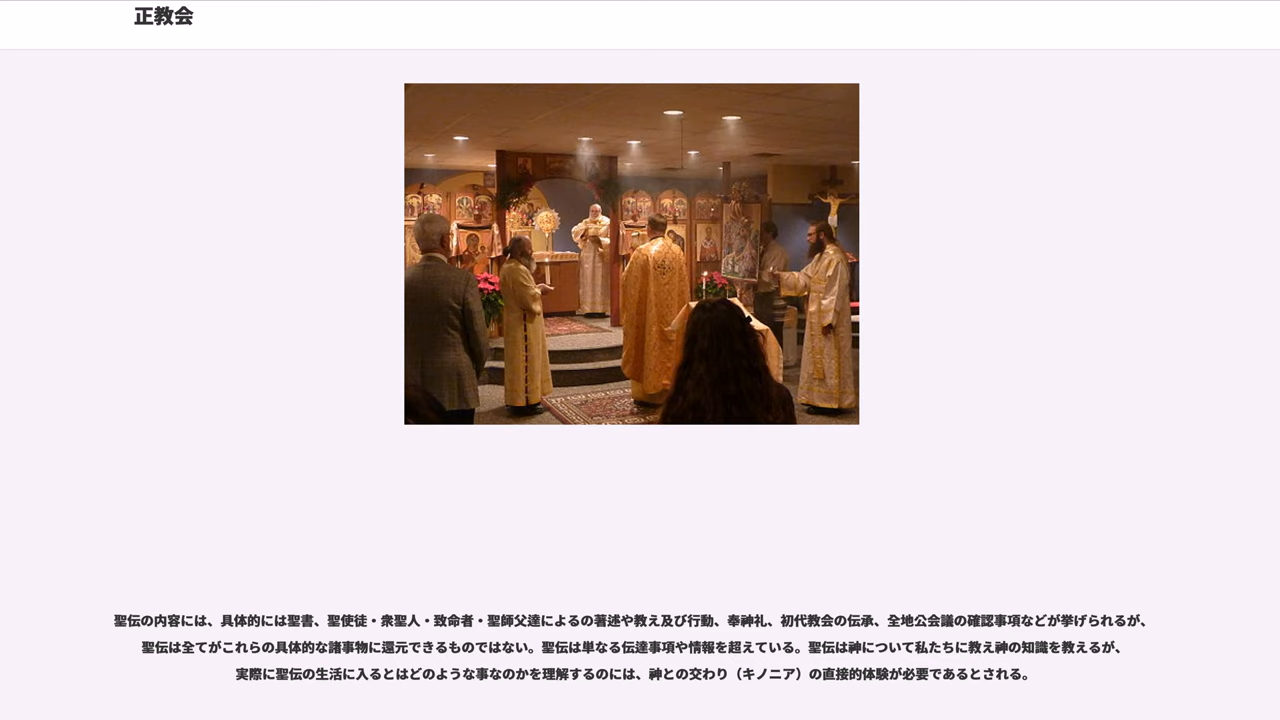 正教会
聖伝の内容には、具体的には聖書、聖使徒・衆聖人・致命者・聖師父達によるの著述や教え及び行動、奉神礼、初代教会の伝承、全地公会議の確認事項などが挙げられるが、
聖伝は全てがこれらの具体的な諸事物に還元できるものではない。聖伝は単なる伝達事項や情報を超えている。聖伝は神について私たちに教え神の知識を教えるが、
実際に聖伝の生活に入るとはどのような事なのかを理解するのには、神との交わり（キノニア）の直接的体験が必要であるとされる。